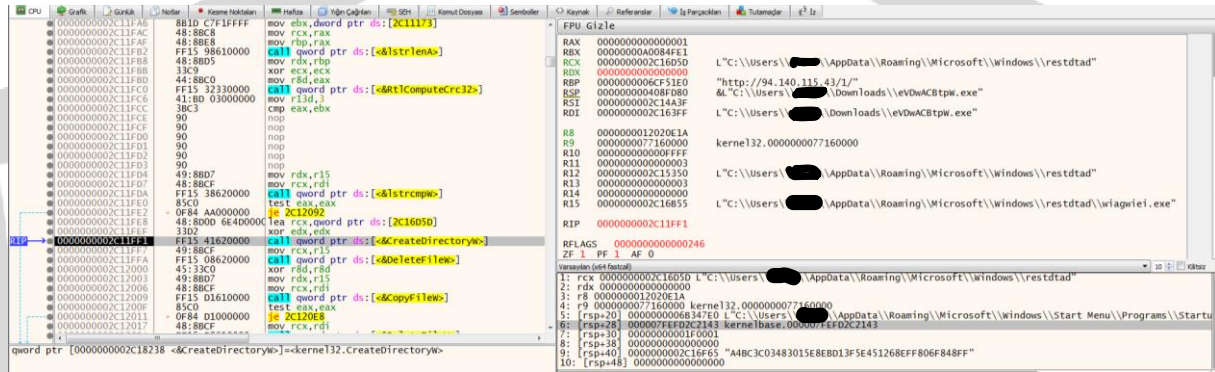 CPU Grafik Günlük Notlar Kesme Noktaları Hafıza Yığın Çağrıları SEH Komut Dosyası Semboller Kaynak Referanslar İş Parçacıkları Tutamaçlar İz
0000000002C11FA6 8B1D C7F1FFFF mov ebx,dword ptr ds:[2C11173]
0000000002C11FAC 48:8BC8 mov rcx,rax
0000000002C11FAF 48:8BE8 mov rbp,rax
0000000002C11FB2 FF15 98610000 call qword ptr ds:[<&lstrlenA>]
0000000002C11FB8 48:8BD5 mov rdx,rbp
0000000002C11FBB 33C9 xor ecx,ecx
0000000002C11FBD 44:8BC0 mov r8d,eax
0000000002C11FC0 FF15 32330000 call qword ptr ds:[<&RtlComputeCrc32>]
0000000002C11FC6 41:BD 03000000 mov r13d,3
0000000002C11FCC 3BC3 cmp eax,ebx
0000000002C11FCE 90 nop
0000000002C11FCF 90 nop
0000000002C11FD0 90 nop
0000000002C11FD1 90 nop
0000000002C11FD2 90 nop
0000000002C11FD3 90 nop
0000000002C11FD4 49:8BD7 mov rdx,r15
0000000002C11FD7 48:8BCF mov rcx,rdi
0000000002C11FDA FF15 38620000 call qword ptr ds:[<&lstrcmpW>]
0000000002C11FE0 85C0 test eax,eax
0000000002C11FE2 0F84 AA000000 je 2C12092
0000000002C11FE8 48:8D0D 6E4D0000 lea rcx,qword ptr ds:[2C16D5D]
0000000002C11FEF 33D2 xor edx,edx
RIP 0000000002C11FF1 FF15 41620000 call qword ptr ds:[<&CreateDirectoryW>]
0000000002C11FF7 49:8BCF mov rcx,r15
0000000002C11FFA FF15 08620000 call qword ptr ds:[<&DeleteFileW>]
0000000002C12000 45:33C0 xor r8d,r8d
0000000002C12003 49:8BD7 mov rdx,r15
0000000002C12006 48:8BCF mov rcx,rdi
0000000002C12009 FF15 D1610000 call qword ptr ds:[<&CopyFileW>]
0000000002C1200F 85C0 test eax,eax
0000000002C12011 0F84 D1000000 je 2C120E8
0000000002C12017 48:8BCF mov rcx,rdi
qword ptr [0000000002C18238 <&CreateDirectoryW>]=<kernel32.CreateDirectoryW>
FPU Gizle
RAX 0000000000000001
RBX 00000000A0084FE1
RCX 0000000002C16D5D L"C:\\Users\\ \\AppData\\Roaming\\Microsoft\\Windows\\restdtad"
RDX 0000000000000000
RBP 0000000006CF51E0 "http://94.140.115.43/1/"
RSP 000000000408FD80 &L"C:\\Users\\ \\Downloads\\eVDwACBtpW.exe"
RSI 0000000002C14A3F
RDI 0000000002C163FF L"C:\\Users\\ \\Downloads\\eVDwACBtpW.exe"
R8 0000000012020E1A
R9 0000000077160000 kernel32.0000000077160000
R10 000000000000FFFF
R11 0000000000000003
R12 0000000002C15350 L"C:\\Users\\ \\AppData\\Roaming\\Microsoft\\Windows\\restdtad"
R13 0000000000000003
R14 0000000000000000
R15 0000000002C16B55 L"C:\\Users\\ \\AppData\\Roaming\\Microsoft\\Windows\\restdtad\\wiagwiei.exe"
RIP 0000000002C11FF1
RFLAGS 0000000000000246
ZF 1 PF 1 AF 0
Varsayılan (x64 fastcall) 10 Kilitsiz
1: rcx 0000000002C16D5D L"C:\\Users\\ \\AppData\\Roaming\\Microsoft\\Windows\\restdtad"
2: rdx 0000000000000000
3: r8 0000000012020E1A
4: r9 0000000077160000 kernel32.0000000077160000
5: [rsp+20] 0000000006B347E0 L"C:\\Users\\ \\AppData\\Roaming\\Microsoft\\Windows\\Start Menu\\Programs\\Startu
6: [rsp+28] 000007FEFD2C2143 kernelbase.000007FEFD2C2143
7: [rsp+30] 00000000001F0001
8: [rsp+38] 0000000000000000
9: [rsp+40] 0000000002C16F65 "A4BC3C03483015E8EBD13F5E451268EFF806F848FF"
10: [rsp+48] 0000000000000000